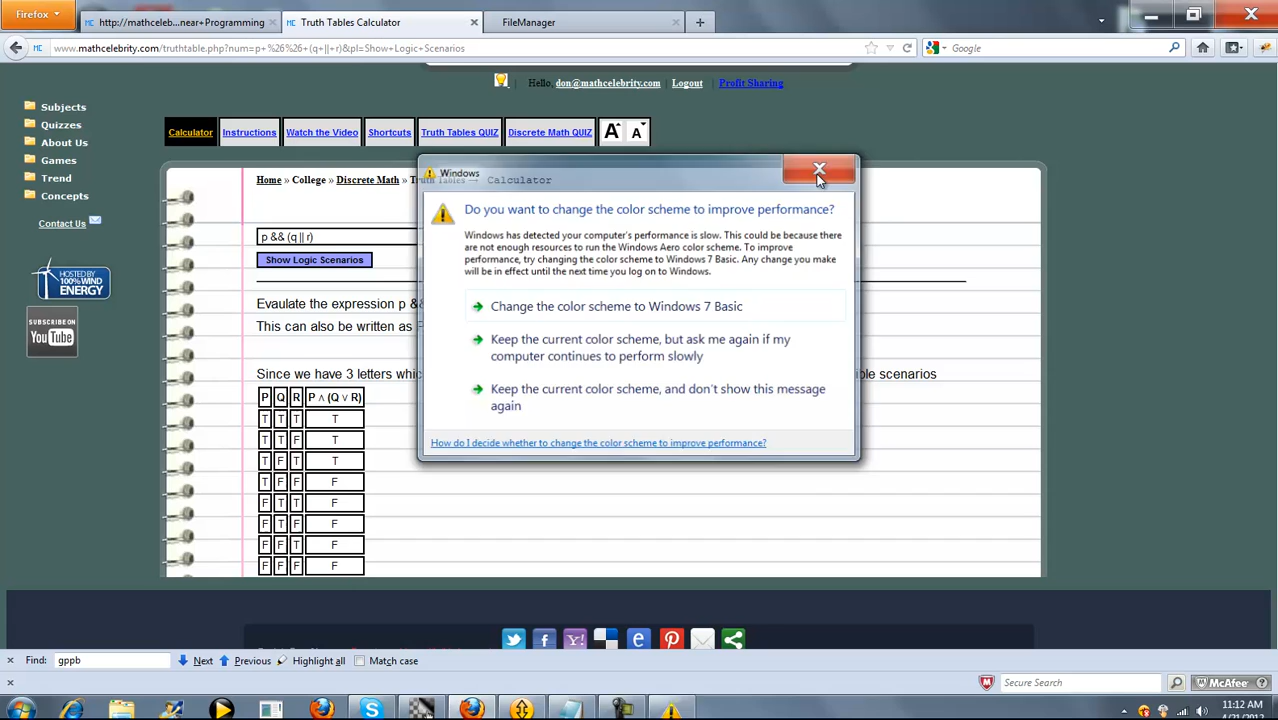 Firefox
http://mathceleb...near+Programming
Truth Tables Calculator
FileManager
www.mathcelebrity.com/truthtable.php?num=p+%26%26+(q+||+r)&pl=Show+Logic+Scenarios
Google
Hello, don@mathcelebrity.com Logout Profit Sharing
Subjects
Quizzes
About Us
Games
Trend
Concepts
Contact Us
HOSTED BY
100% WIND
ENERGY
SUBSCRIBE ON
YouTube
Calculator
Instructions
Watch the Video
Shortcuts
Truth Tables QUIZ
Discrete Math QUIZ
A A
Home » College » Discrete Math » Truth Tables → Calculator
p && (q || r)
Show Logic Scenarios
Evaulate the expression p &
This can also be written as
Since we have 3 letters whic
ble scenarios
P Q R P ∧ (Q ∨ R)
T T T T
T T F T
T F T T
T F F F
F T T F
F T F F
F F T F
F F F F
Windows
Do you want to change the color scheme to improve performance?
Windows has detected your computer's performance is slow. This could be because there
are not enough resources to run the Windows Aero color scheme. To improve
performance, try changing the color scheme to Windows 7 Basic. Any change you make
will be in effect until the next time you log on to Windows.
Change the color scheme to Windows 7 Basic
Keep the current color scheme, but ask me again if my
computer continues to perform slowly
Keep the current color scheme, and don't show this message
again
How do I decide whether to change the color scheme to improve performance?
Find: gppb Next Previous Highlight all Match case
Secure Search
McAfee
11:12 AM
4/21/2012